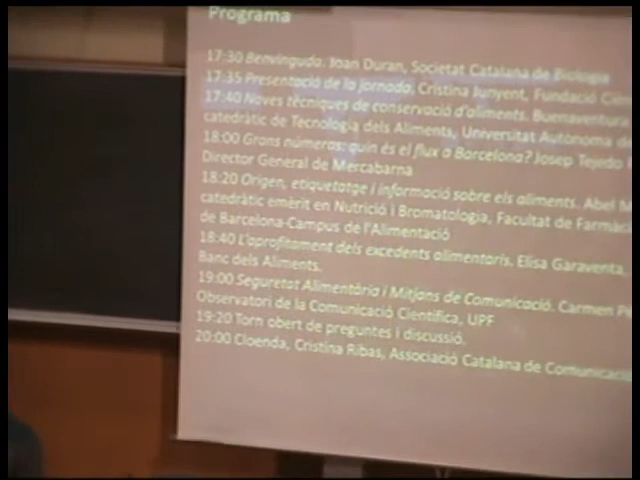 Programa
17:30 Benvinguda. Joan Duran, Societat Catalana de Biologia
17:35 Presentació de la jornada, Cristina Junyent, Fundació
17:40 Noves tècniques de conservació d'aliments. Buenaventura
catedràtic de Tecnologia dels Aliments, Universitat Autònoma de
18:00 Grans números: quin és el flux a Barcelona? Josep Tejedo
Director General de Mercabarna
18:20 Origen, etiquetatge i informació sobre els aliments. Abel
catedràtic emèrit en Nutrició i Bromatologia, Facultat de Farmàcia
de Barcelona-Campus de l'Alimentació
18:40 L'aprofitament dels excedents alimentaris. Elisa Garaventa.
Banc dels Aliments.
19:00 Seguretat Alimentària i Mitjans de Comunicació. Carmen
Observatori de la Comunicació Científica, UPF
19:20 Torn obert de preguntes i discussió.
20:00 Cloenda, Cristina Ribas, Associació Catalana de